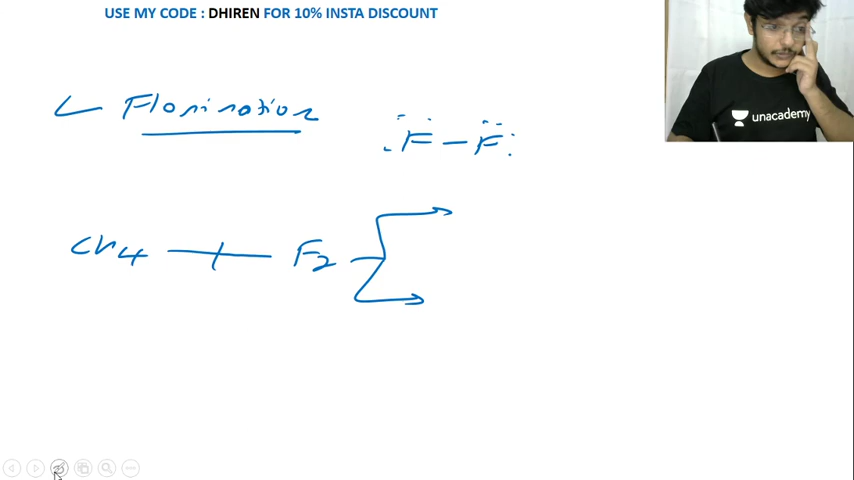 USE MY CODE : DHIREN FOR 10% INSTA DISCOUNT
unacademy
Florination
F - F
CH4 + F2